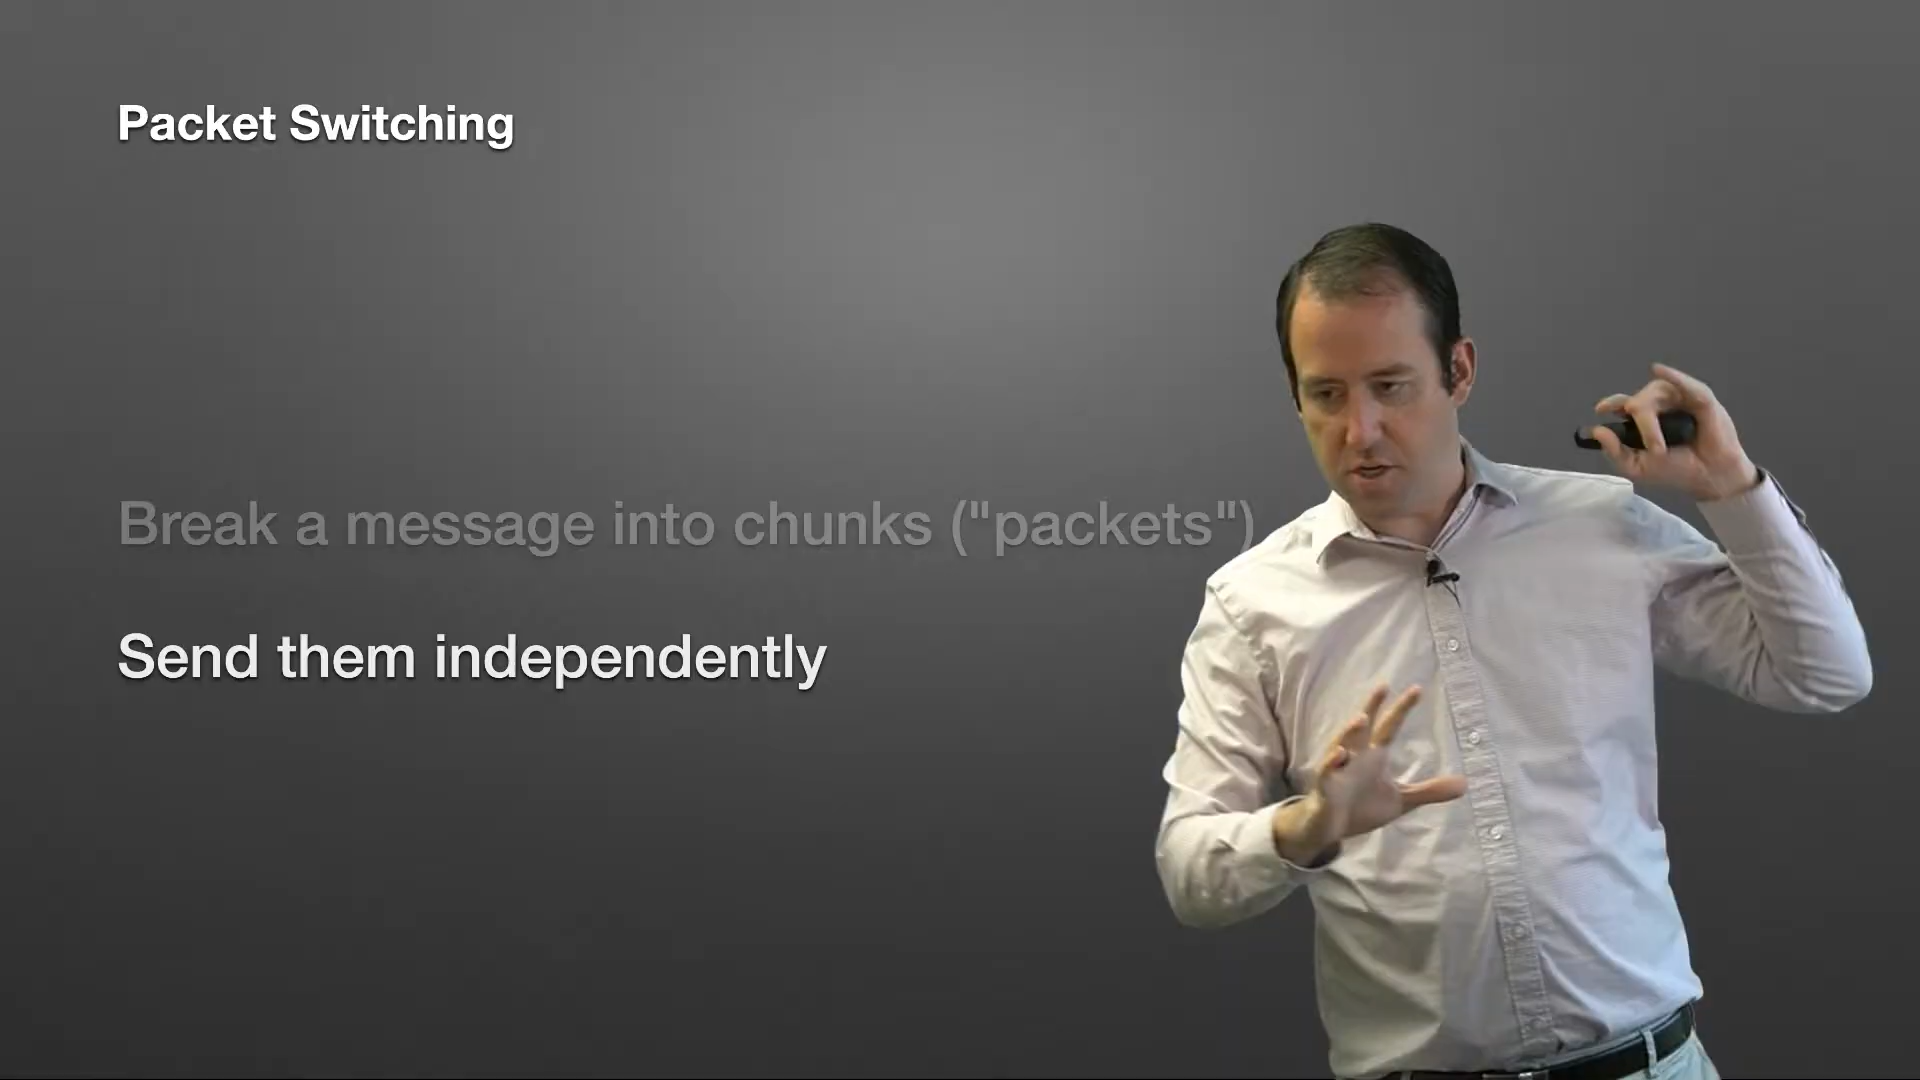 Packet Switching
Break a message into chunks ("packets")
Send them independently